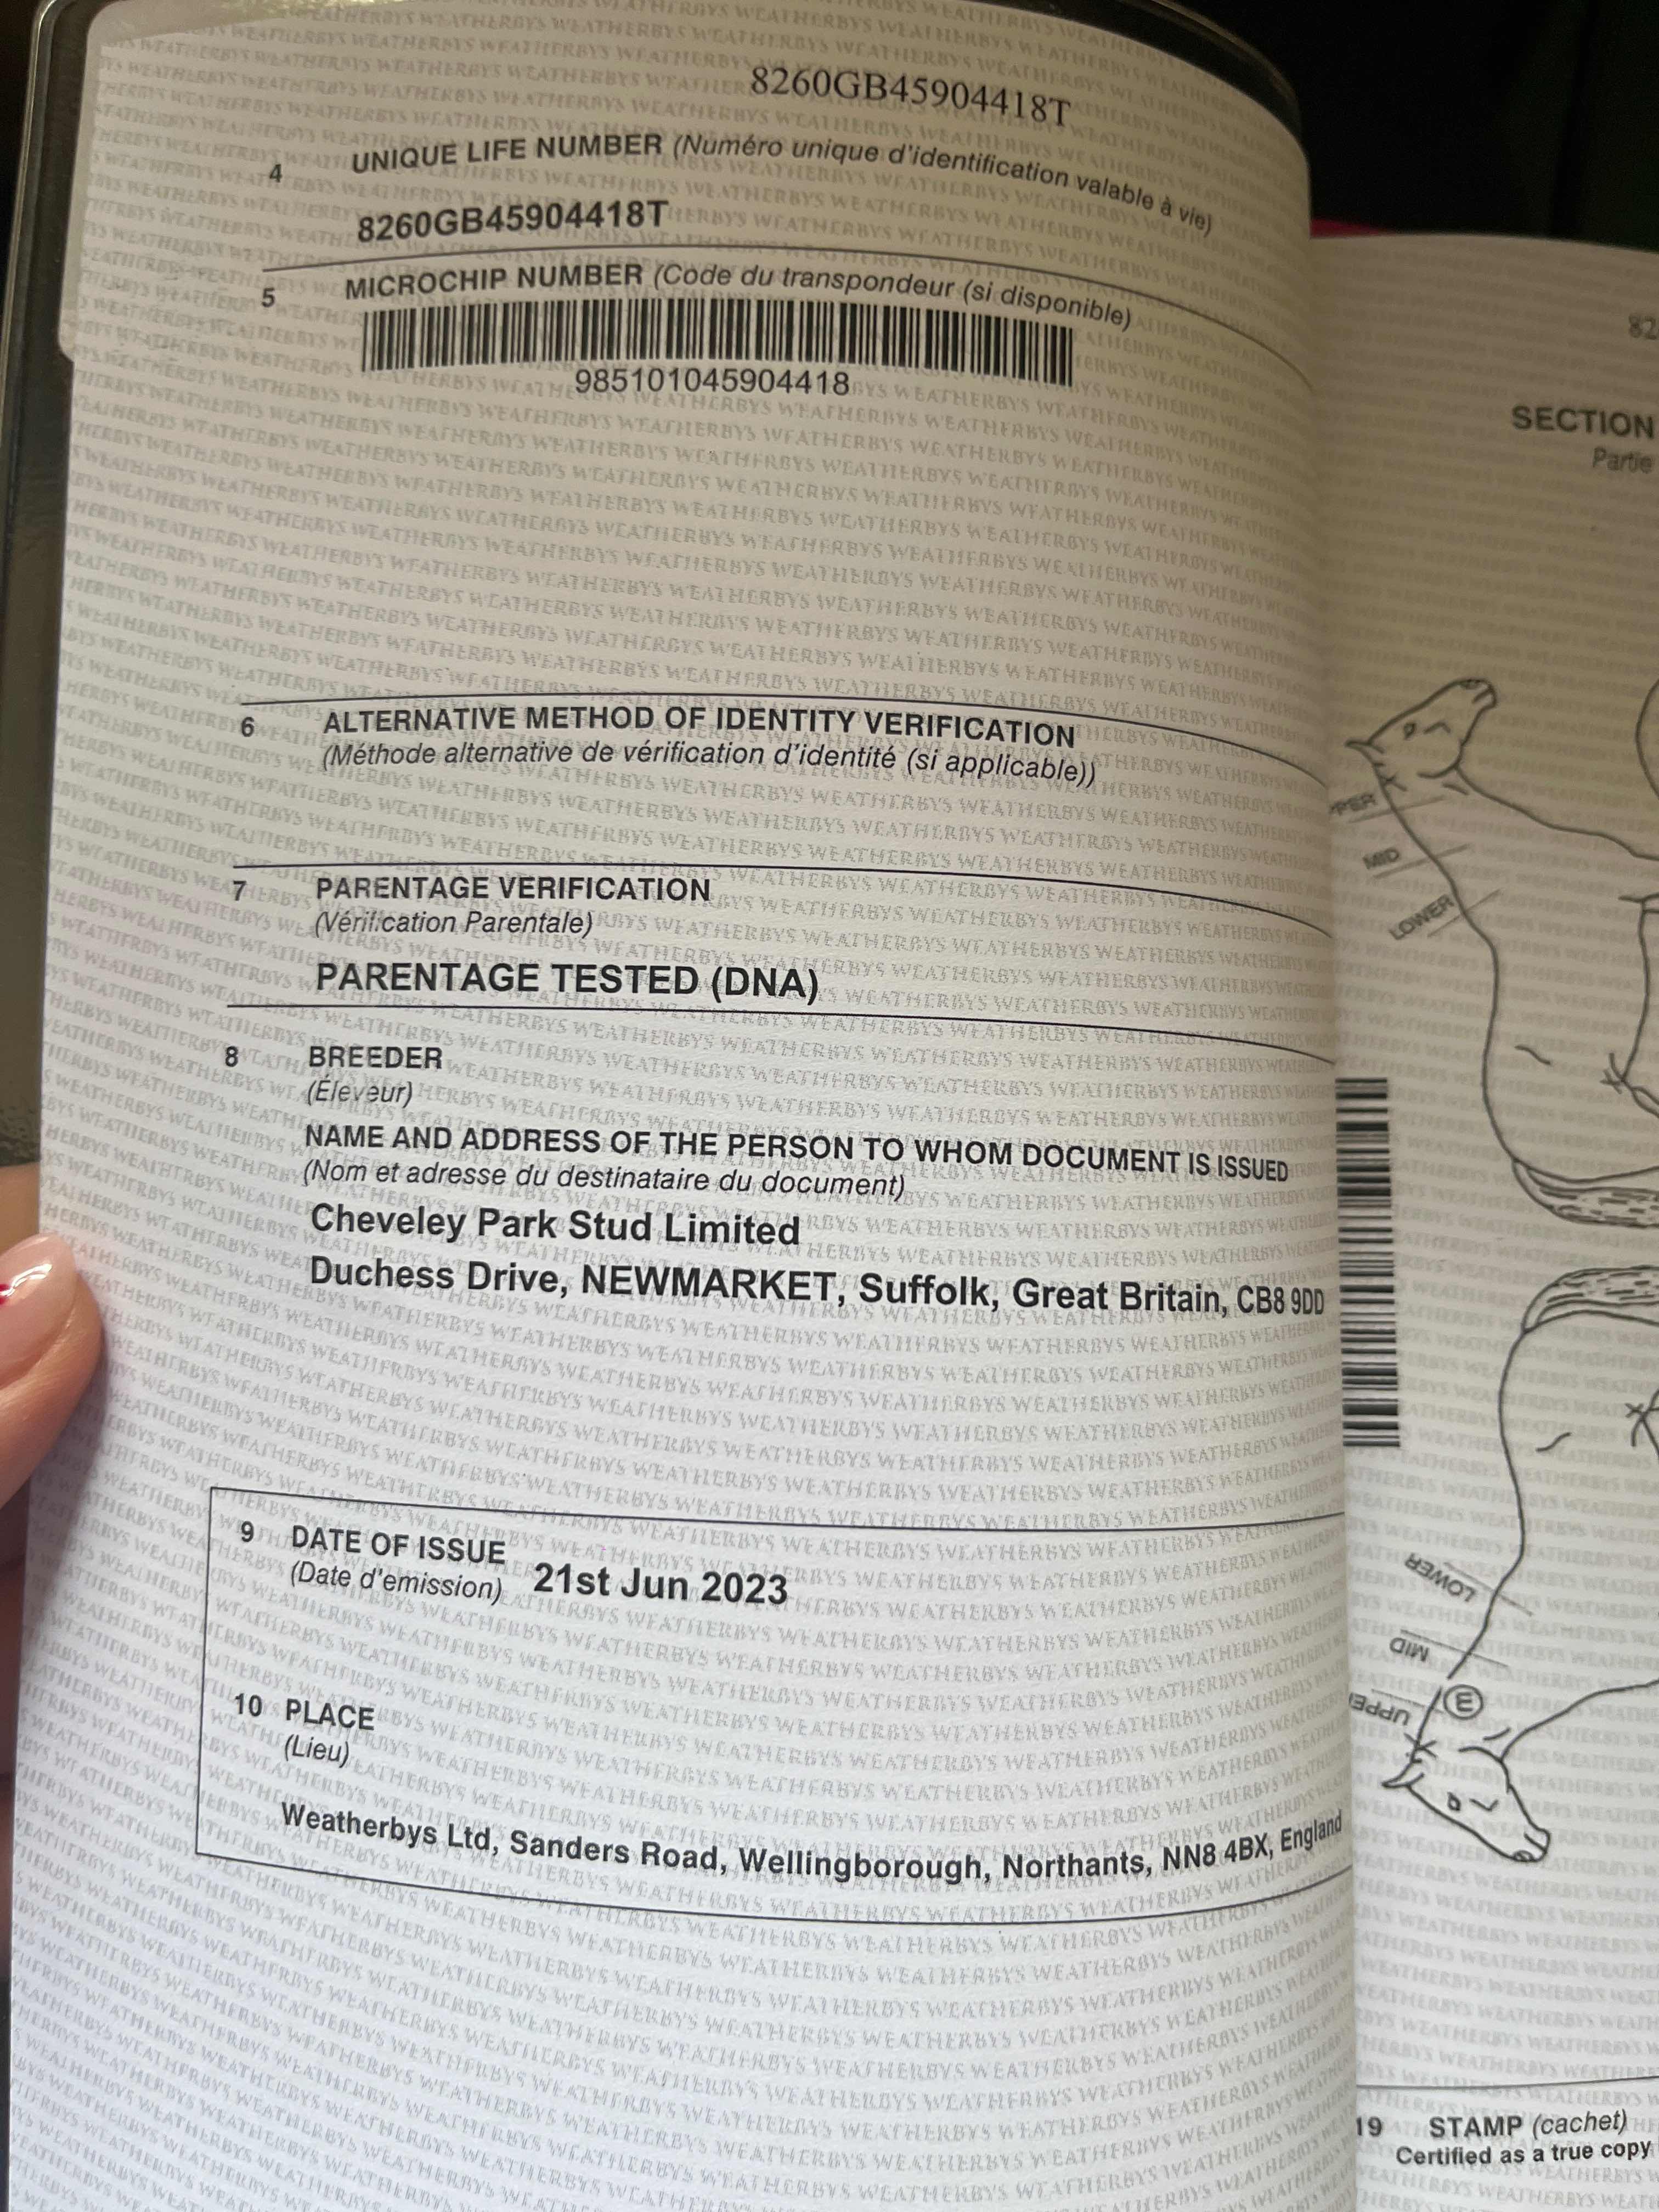 8260GB45904418T
4 UNIQUE LIFE NUMBER (Numéro unique d'identification valable à vie)
8260GB45904418T
5 MICROCHIP NUMBER (Code du transpondeur (si disponible)
985101045904418
6 ALTERNATIVE METHOD OF IDENTITY VERIFICATION
(Méthode alternative de vérification d'identité (si applicable))
7 PARENTAGE VERIFICATION
(Vérification Parentale)
PARENTAGE TESTED (DNA)
8 BREEDER
(Éleveur)
NAME AND ADDRESS OF THE PERSON TO WHOM DOCUMENT IS ISSUED
(Nom et adresse du destinataire du document)
Cheveley Park Stud Limited
Duchess Drive, NEWMARKET, Suffolk, Great Britain, CB8 9DD
9 DATE OF ISSUE
(Date d'emission) 21st Jun 2023
10 PLACE
(Lieu)
Weatherbys Ltd, Sanders Road, Wellingborough, Northants, NN8 4BX, England
82
SECTION
Partie
MID
LOWER
LOWER
MID
UPPE
m
19 STAMP (cachet)
Certified as a true copy